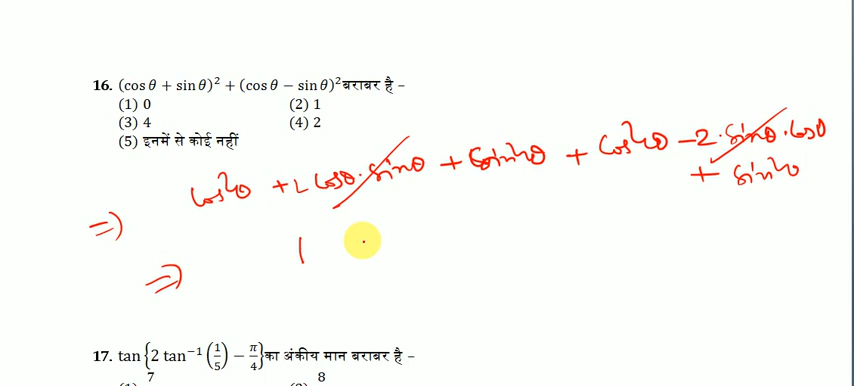 16. (cos θ + sin θ)² + (cos θ − sin θ)² बराबर है −
(1) 0 (2) 1
(3) 4 (4) 2
(5) इनमें से कोई नहीं
⇒ cos²θ + 2 cosθ · sinθ + sin²θ + cos²θ − 2 · sinθ · cosθ
+ sin²θ
⇒ 1
17. tan {2 tan⁻¹ (1/5) − π/4} का अंकीय मान बराबर है −
7 8